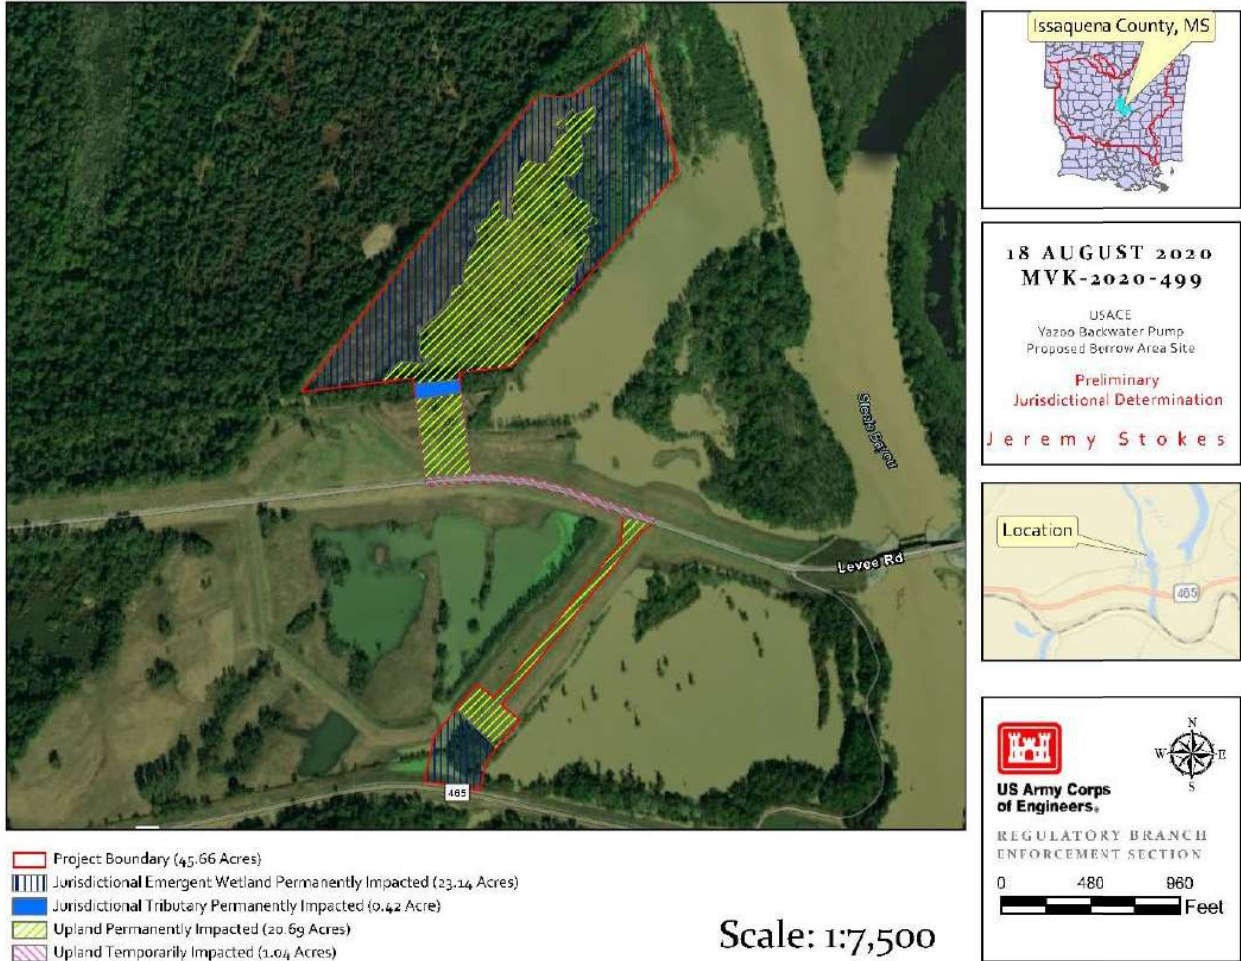 Issaquena County, MS
18 AUGUST 2020
MVK-2020-499
USACE
Yazoo Backwater Pump
Proposed Borrow Area Site
Preliminary
Jurisdictional Determination
Jeremy Stokes
Steele Bayou
Levee Rd
465
Location
465
N
W E
S
US Army Corps
of Engineers®
REGULATORY BRANCH
ENFORCEMENT SECTION
0 480 960
Feet
Project Boundary (45.66 Acres)
Jurisdictional Emergent Wetland Permanently Impacted (23.14 Acres)
Jurisdictional Tributary Permanently Impacted (0.42 Acre)
Upland Permanently Impacted (20.69 Acres)
Upland Temporarily Impacted (1.04 Acres)
Scale: 1:7,500